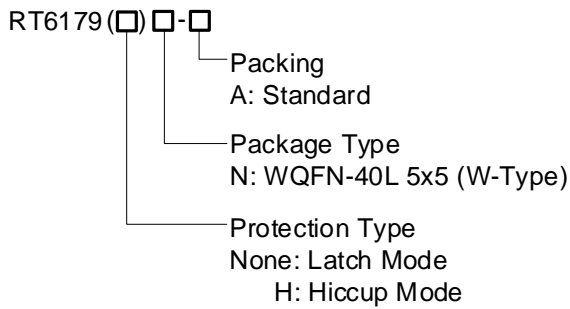 RT6179(□)□-□
Packing
A: Standard
Package Type
N: WQFN-40L 5x5 (W-Type)
Protection Type
None: Latch Mode
H: Hiccup Mode